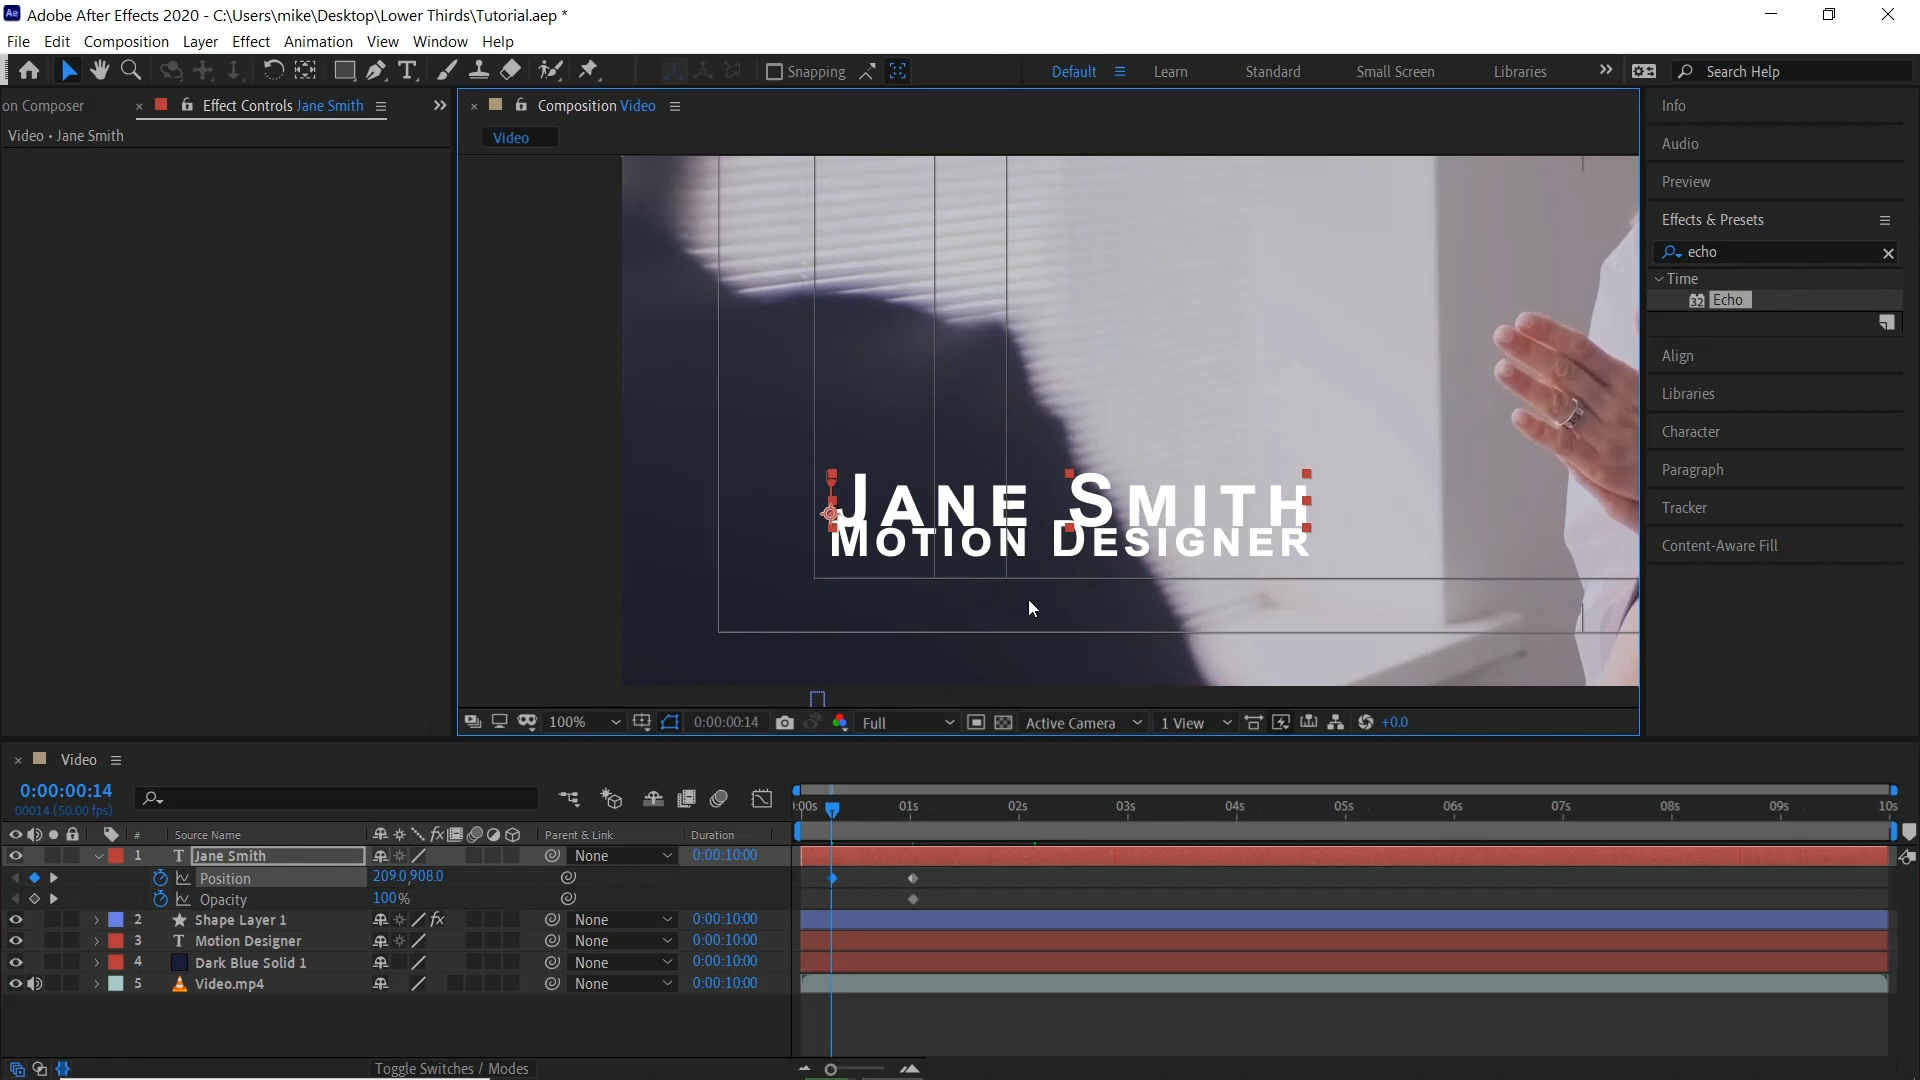 Adobe After Effects 2020 - C:\Users\mike\Desktop\Lower Thirds\Tutorial.aep *
File Edit Composition Layer Effect Animation View Window Help
Snapping Default Learn Standard Small Screen Libraries Search Help
on Composer Effect Controls Jane Smith
Video • Jane Smith
Composition Video
Video
JANE SMITH
MOTION DESIGNER
100% 0:00:00:14 Full Active Camera 1 View +0.0
Info
Audio
Preview
Effects & Presets
echo
Time
32 Echo
Align
Libraries
Character
Paragraph
Tracker
Content-Aware Fill
Video
0:00:00:14
00014 (50.00 fps)
:00s 01s 02s 03s 04s 05s 06s 07s 08s 09s 10s
# Source Name fx Parent & Link Duration
1 T Jane Smith None 0:00:10:00
Position 209.0,908.0
Opacity 100%
2 Shape Layer 1 fx None 0:00:10:00
3 T Motion Designer None 0:00:10:00
4 Dark Blue Solid 1 None 0:00:10:00
5 Video.mp4 None 0:00:10:00
Toggle Switches / Modes